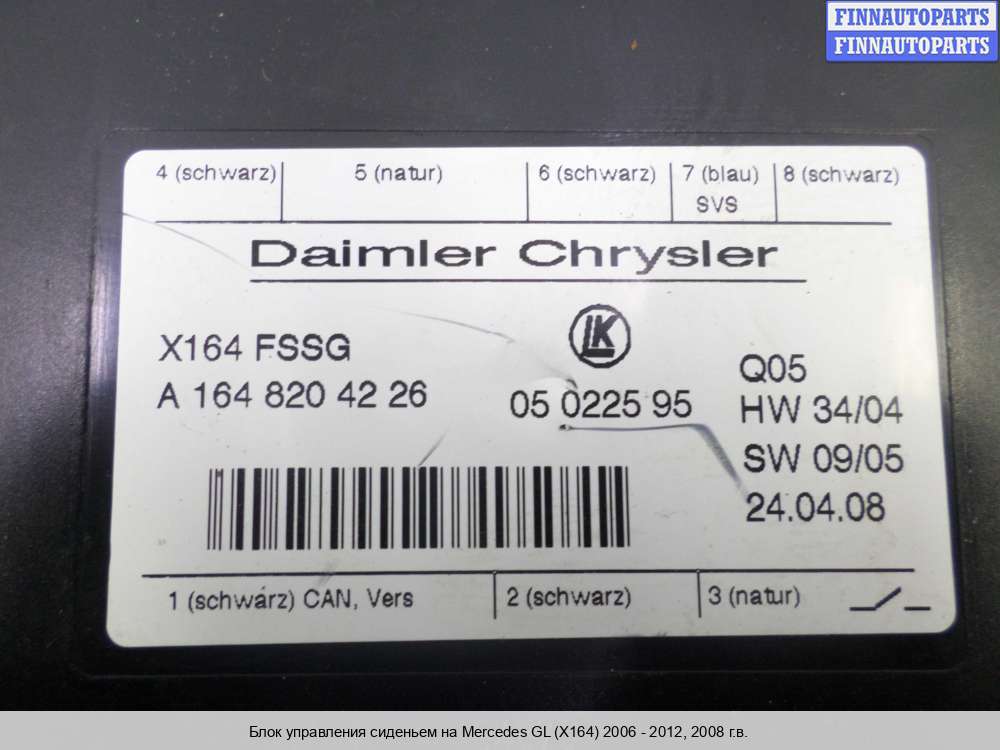 FINNAUTOPARTS
FINNAUTOPARTS
4 (schwarz) 5 (natur) 6 (schwarz) 7 (blau) 8 (schwarz)
SVS
Daimler Chrysler
LK
X164 FSSG
A 164 820 42 26
05 0225 95
Q05
HW 34/04
SW 09/05
24.04.08
1 (schwarz) CAN, Vers 2 (schwarz) 3 (natur)
Блок управления сиденьем на Mercedes GL (X164) 2006 - 2012, 2008 г.в.